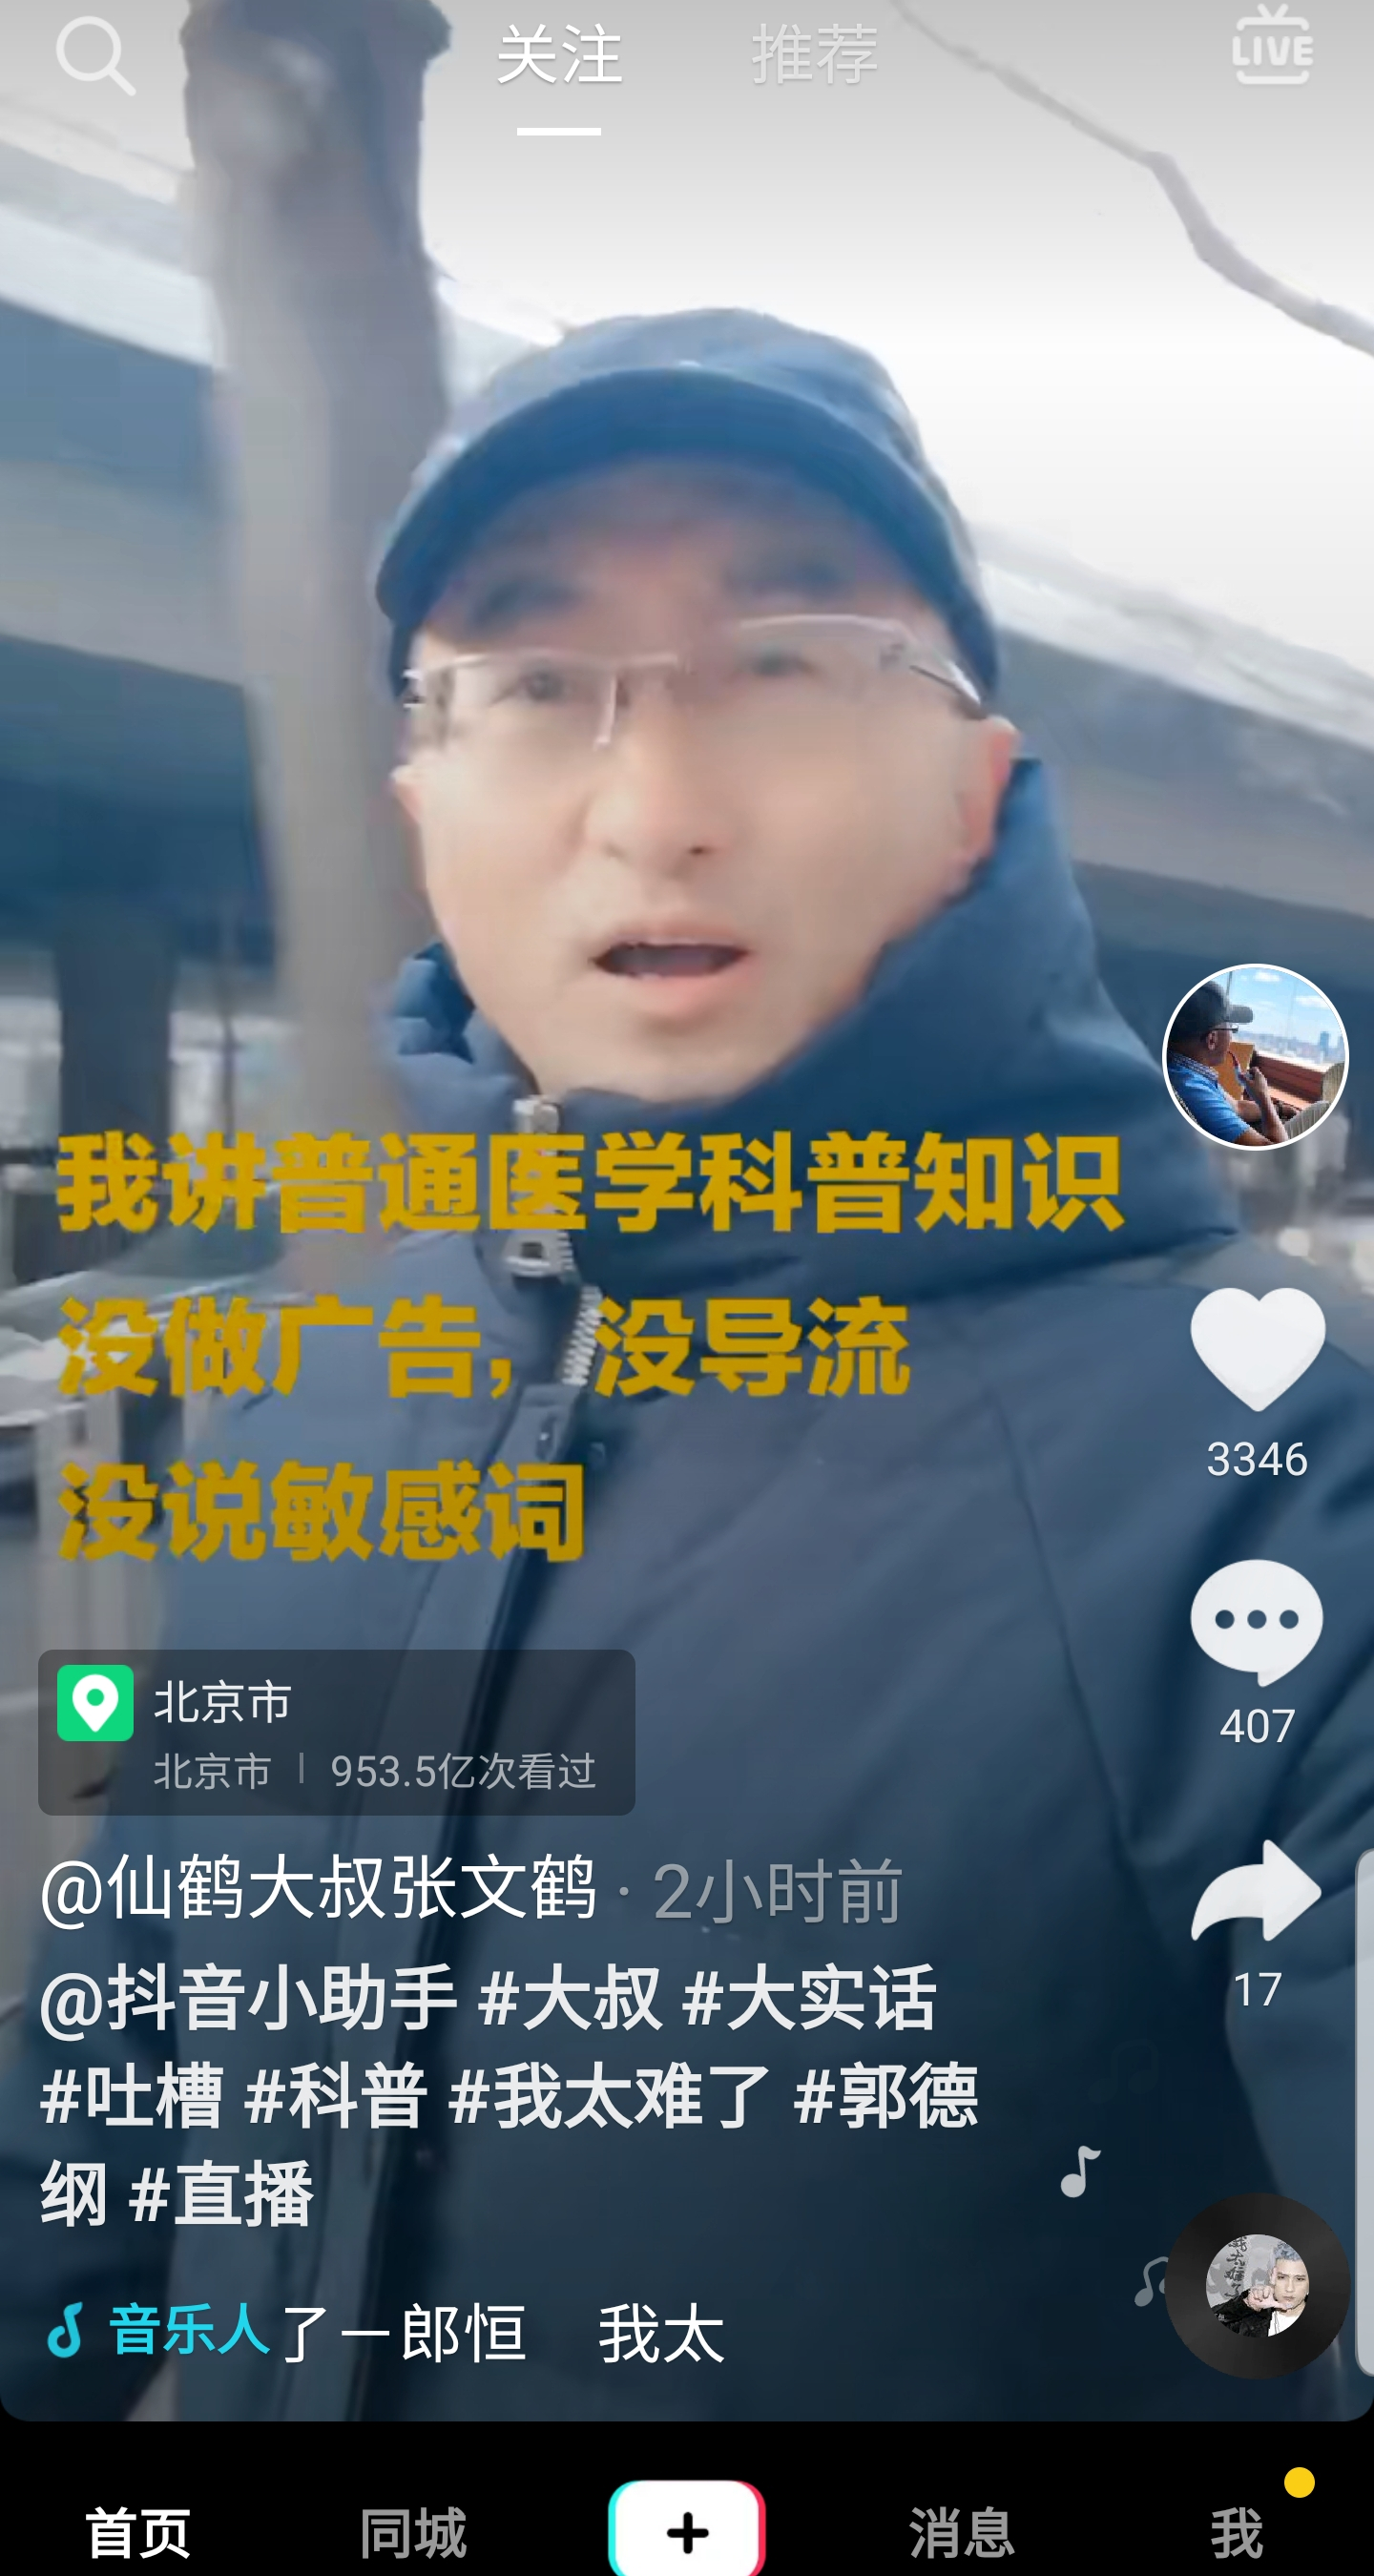 关注 推荐 LIVE
我讲普通医学科普知识
没做广告，没导流
没说敏感词
3346
北京市
北京市 | 953.5亿次看过
407
@仙鹤大叔张文鹤 · 2小时前
@抖音小助手 #大叔 #大实话
#吐槽 #科普 #我太难了 #郭德
纲 #直播
17
音乐人 了－郎恒 我太
首页 同城 消息 我